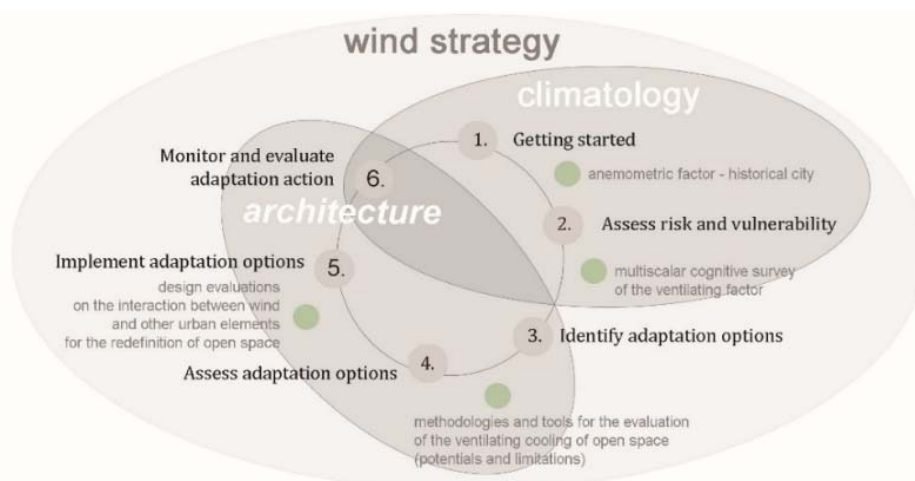 wind strategy
climatology
1.
Getting started
anemometric factor - historical city
2.
Assess risk and vulnerability
multiscalar cognitive survey
of the ventilating factor
3.
Identify adaptation options
methodologies and tools for the evaluation
of the ventilating cooling of open space
(potentials and limitations)
4.
Assess adaptation options
5.
Implement adaptation options
design evaluations
on the interaction between wind
and other urban elements
for the redefinition of open space
6.
Monitor and evaluate
adaptation action
architecture